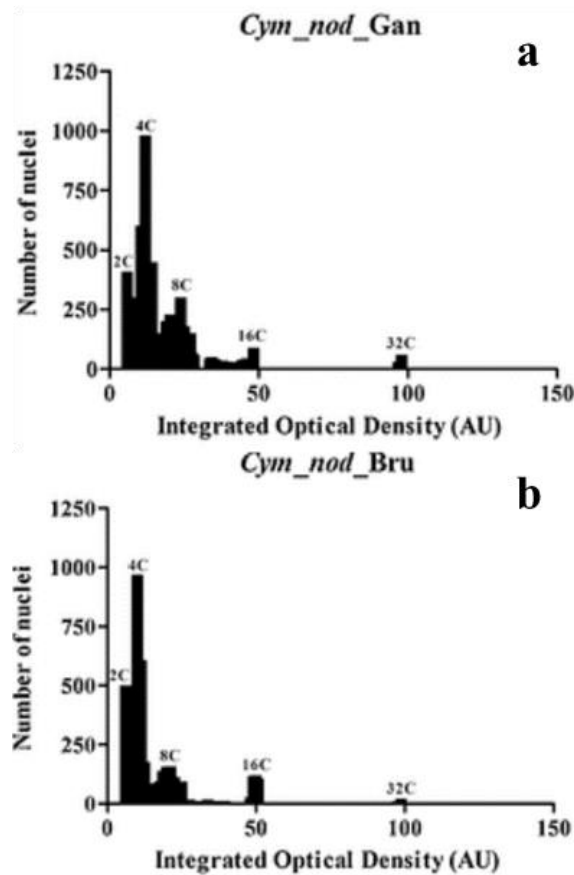 Cym_nod_Gan
a
Number of nuclei
1250
1000
750
500
250
0
2C
4C
8C
16C
32C
0
50
100
150
Integrated Optical Density (AU)
Cym_nod_Bru
b
Number of nuclei
1250
1000
750
500
250
0
2C
4C
8C
16C
32C
0
50
100
150
Integrated Optical Density (AU)